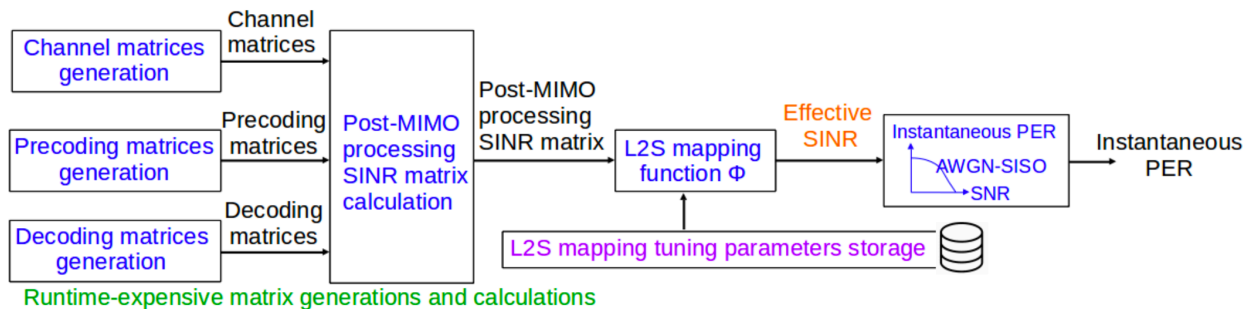 Channel matrices
generation
Channel
matrices
Precoding matrices
generation
Precoding
matrices
Decoding matrices
generation
Decoding
matrices
Post-MIMO
processing
SINR matrix
calculation
Post-MIMO
processing
SINR matrix
L2S mapping
function Φ
L2S mapping tuning parameters storage
Effective
SINR
Instantaneous PER
AWGN-SISO
SNR
Instantaneous
PER
Runtime-expensive matrix generations and calculations